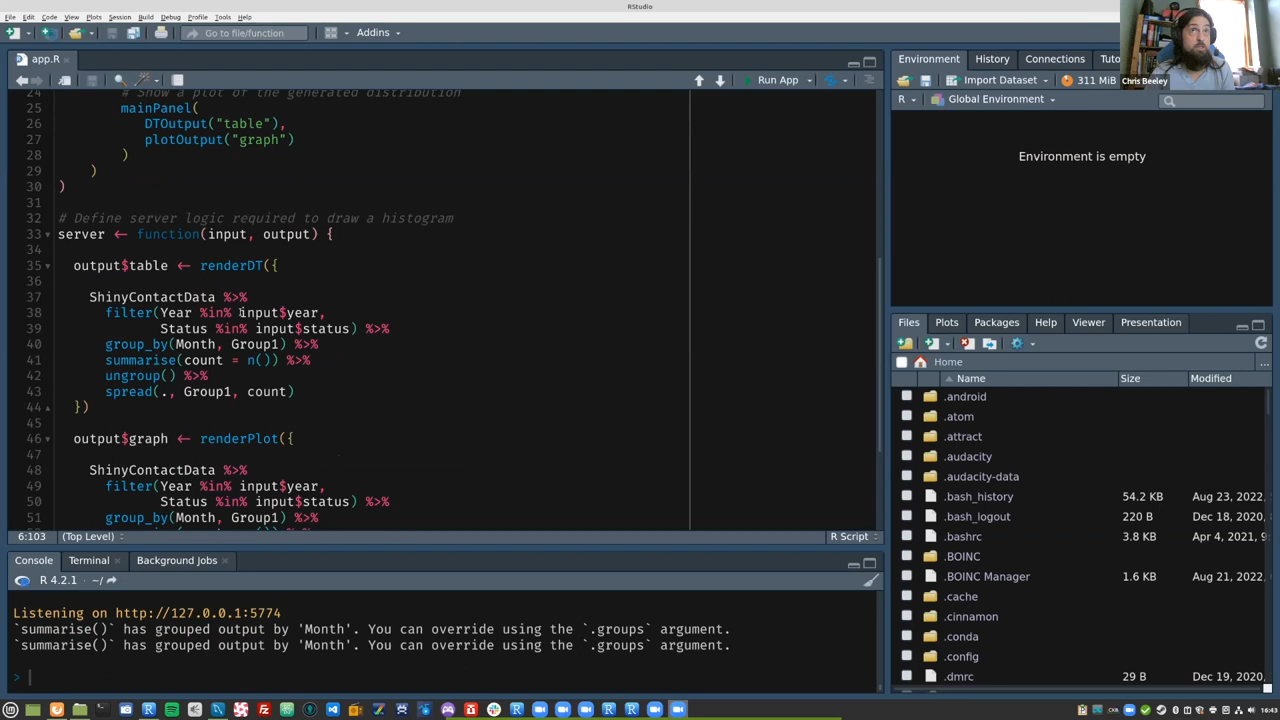 RStudio
File Edit Code View Plots Session Build Debug Profile Tools Help
Go to file/function
Addins
app.R
Run App
24 # Show a plot of the generated distribution
25 mainPanel(
26 DTOutput("table"),
27 plotOutput("graph")
28 )
29 )
30 )
31
32 # Define server logic required to draw a histogram
33 server <- function(input, output) {
34
35 output$table <- renderDT({
36
37 ShinyContactData %>%
38 filter(Year %in% input$year,
39 Status %in% input$status) %>%
40 group_by(Month, Group1) %>%
41 summarise(count = n()) %>%
42 ungroup() %>%
43 spread(., Group1, count)
44 })
45
46 output$graph <- renderPlot({
47
48 ShinyContactData %>%
49 filter(Year %in% input$year,
50 Status %in% input$status) %>%
51 group_by(Month, Group1) %>%
6:103 (Top Level) R Script
Console Terminal Background Jobs
R 4.2.1 · ~/
Listening on http://127.0.0.1:5774
`summarise()` has grouped output by 'Month'. You can override using the `.groups` argument.
`summarise()` has grouped output by 'Month'. You can override using the `.groups` argument.
>
Environment History Connections Tuto
Chris Beeley
Import Dataset 311 MiB
R Global Environment
Environment is empty
Files Plots Packages Help Viewer Presentation
Home ...
Name Size Modified
.android
.atom
.attract
.audacity
.audacity-data
.bash_history 54.2 KB Aug 23, 2022,
.bash_logout 220 B Dec 18, 2020,
.bashrc 3.8 KB Apr 4, 2021, 9
.BOINC
.BOINC Manager 1.6 KB Aug 21, 2022,
.cache
.cinnamon
.conda
.config
.dmrc 29 B Dec 19, 2020,
16:43